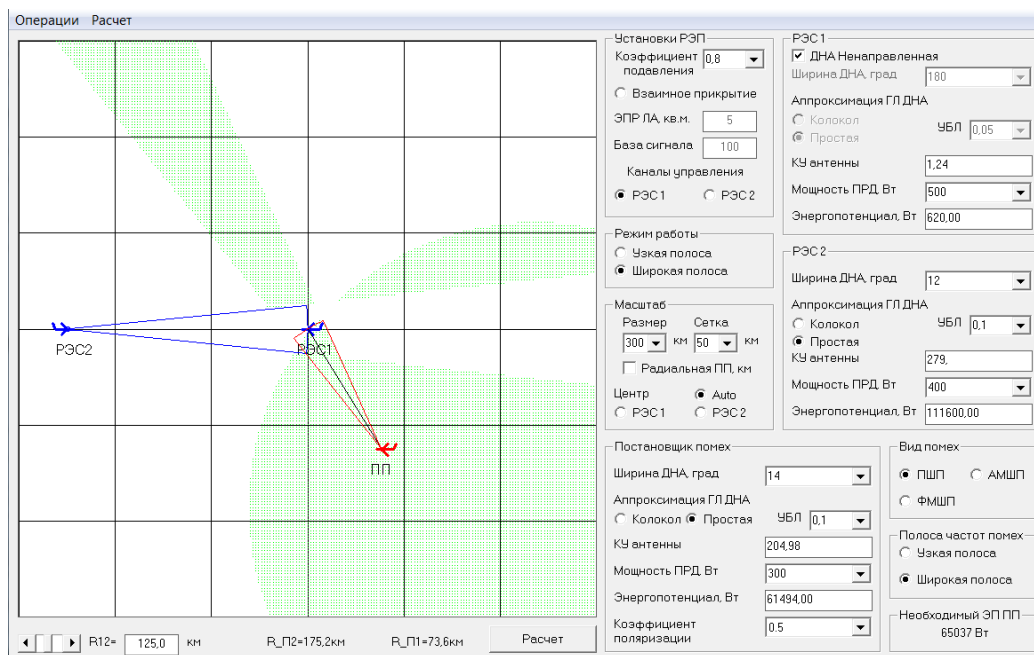 Операции Расчет
РЭС2
РЭС1
ПП
R12= 125,0 км R_П2=175,2км R_П1=73,6км Расчет
Установки РЭП
Коэффициент подавления 0,8
Взаимное прикрытие
ЭПР ЛА, кв.м. 5
База сигнала 100
Каналы управления
РЭС1 РЭС2
Режим работы
Узкая полоса
Широкая полоса
Масштаб
Размер Сетка
300 км 50 км
Радиальная ПП, км
Центр Auto
РЭС1 РЭС2
РЭС1
ДНА Ненаправленная
Ширина ДНА, град 180
Аппроксимация ГЛ ДНА
Колокол
Простая
УБЛ 0,05
КУ антенны 1,24
Мощность ПРД, Вт 500
Энергопотенциал, Вт 620,00
РЭС2
Ширина ДНА, град 12
Аппроксимация ГЛ ДНА
Колокол
Простая
УБЛ 0,1
КУ антенны 279,
Мощность ПРД, Вт 400
Энергопотенциал, Вт 111600,00
Постановщик помех
Ширина ДНА, град 14
Аппроксимация ГЛ ДНА
Колокол Простая УБЛ 0,1
КУ антенны 204,98
Мощность ПРД, Вт 300
Энергопотенциал, Вт 61494,00
Коэффициент поляризации 0.5
Вид помех
ПШП АМШП
ФМШП
Полоса частот помех
Узкая полоса
Широкая полоса
Необходимый ЭП ПП
65037 Вт